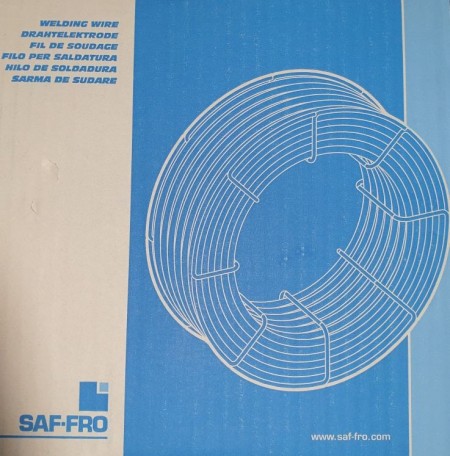 WELDING WIRE
DRAHTELEKTRODE
FIL DE SOUDAGE
FILO PER SALDATURA
HILO DE SOLDADURA
SARMA DE SUDARE
SAF-FRO
www.saf-fro.com